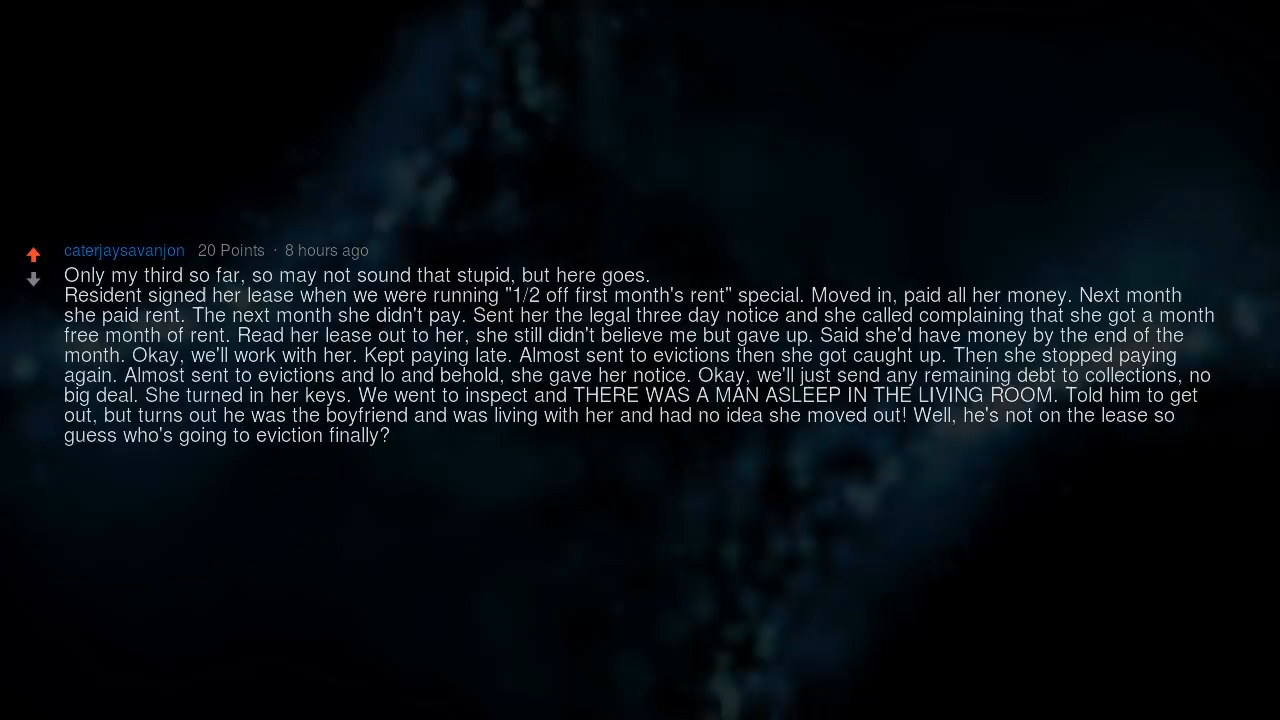 caterjaysavanjon 20 Points · 8 hours ago
Only my third so far, so may not sound that stupid, but here goes.
Resident signed her lease when we were running "1/2 off first month's rent" special. Moved in, paid all her money. Next month
she paid rent. The next month she didn't pay. Sent her the legal three day notice and she called complaining that she got a month
free month of rent. Read her lease out to her, she still didn't believe me but gave up. Said she'd have money by the end of the
month. Okay, we'll work with her. Kept paying late. Almost sent to evictions then she got caught up. Then she stopped paying
again. Almost sent to evictions and lo and behold, she gave her notice. Okay, we'll just send any remaining debt to collections, no
big deal. She turned in her keys. We went to inspect and THERE WAS A MAN ASLEEP IN THE LIVING ROOM. Told him to get
out, but turns out he was the boyfriend and was living with her and had no idea she moved out! Well, he's not on the lease so
guess who's going to eviction finally?